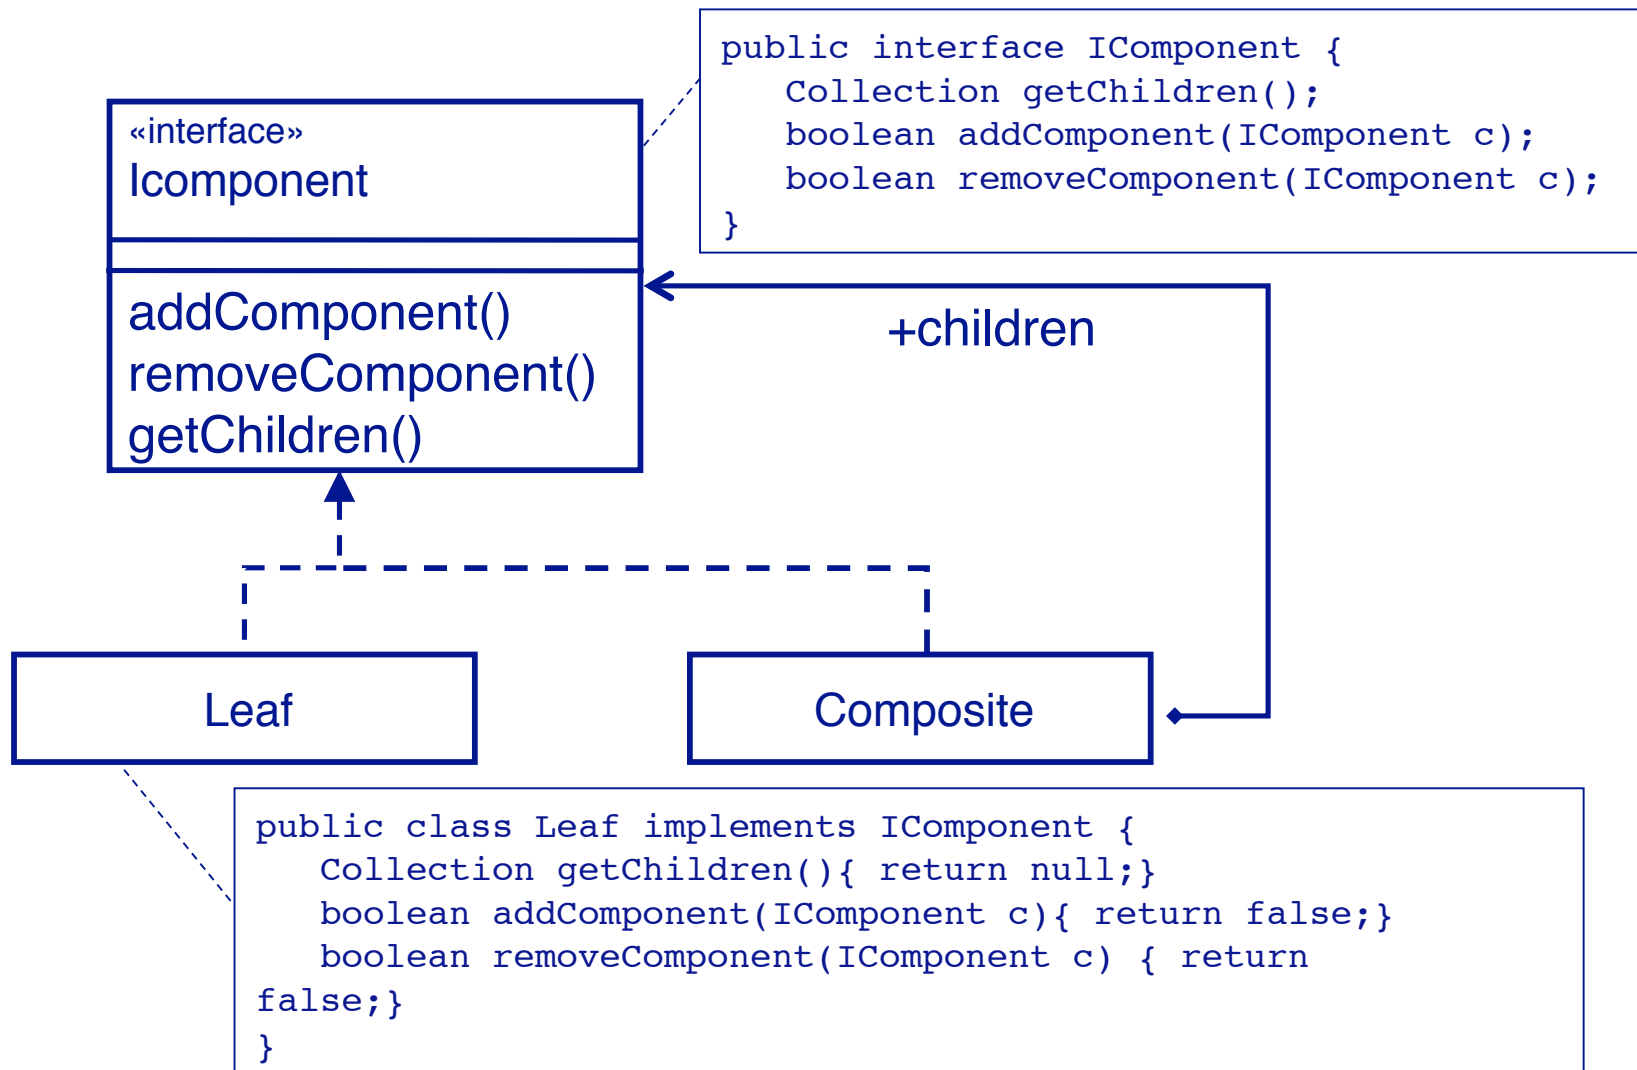 public interface IComponent {
Collection getChildren();
boolean addComponent(IComponent c);
boolean removeComponent(IComponent c);
}
«interface»
Icomponent
addComponent()
removeComponent()
getChildren()
+children
Leaf
Composite
public class Leaf implements IComponent {
Collection getChildren(){ return null;}
boolean addComponent(IComponent c){ return false;}
boolean removeComponent(IComponent c) { return
false;}
}